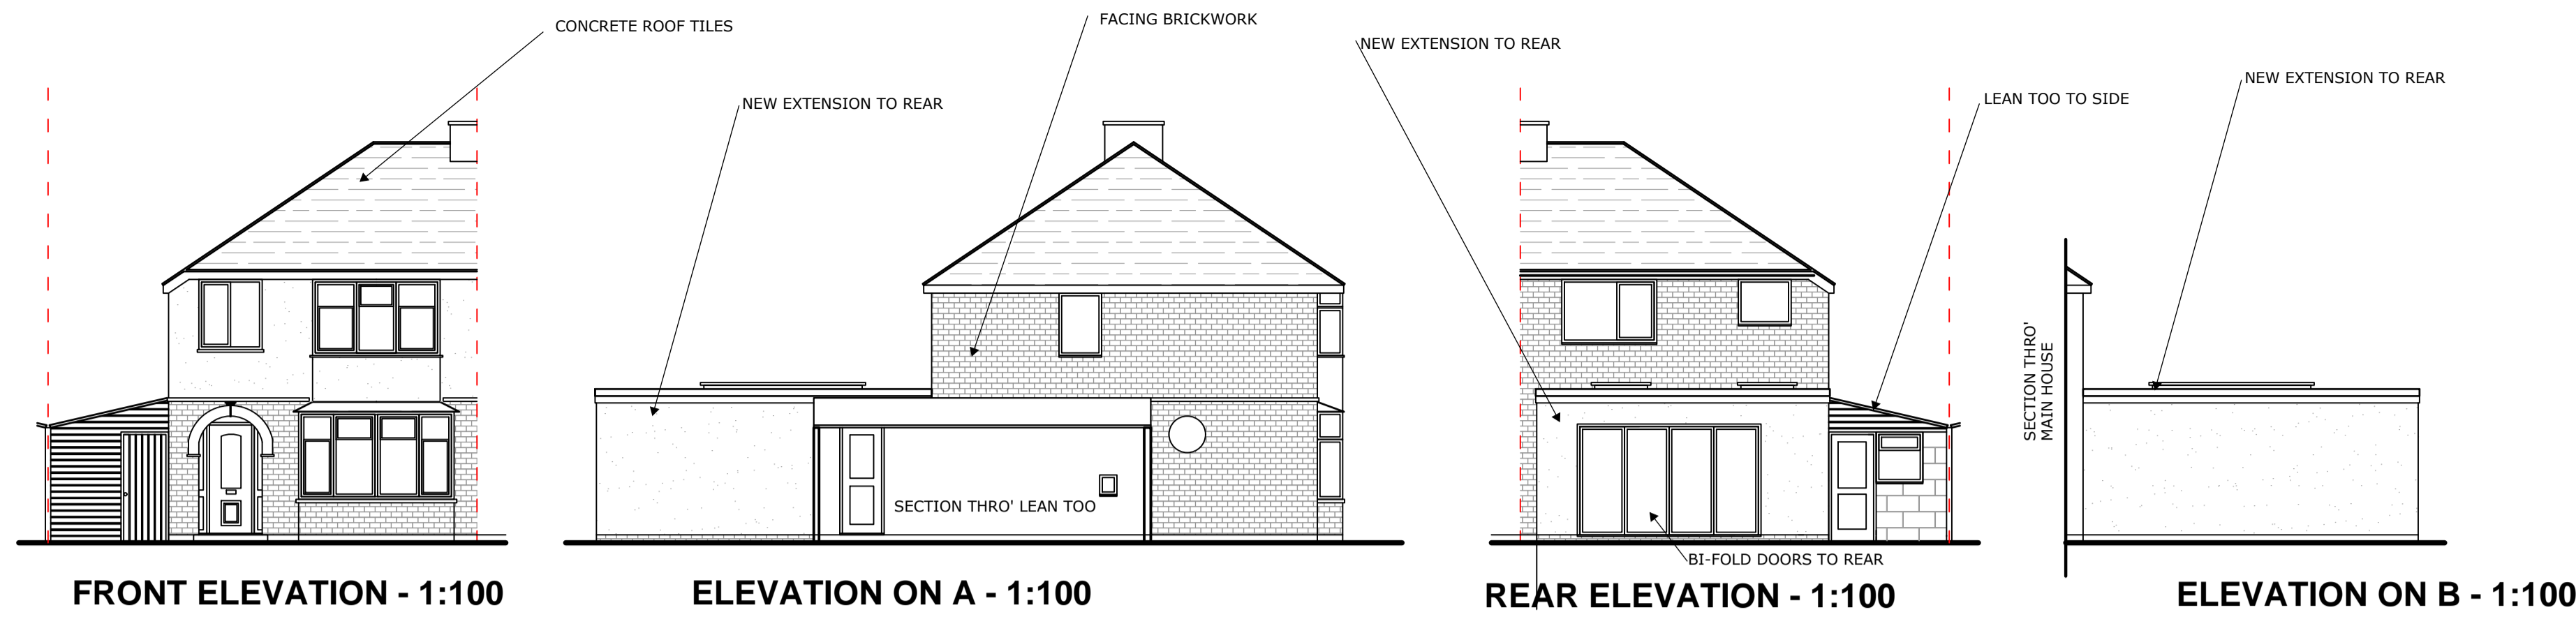 CONCRETE ROOF TILES
FACING BRICKWORK
NEW EXTENSION TO REAR
NEW EXTENSION TO REAR
LEAN TOO TO SIDE
NEW EXTENSION TO REAR
SECTION THRO' LEAN TOO
SECTION THRO'
MAIN HOUSE
BI-FOLD DOORS TO REAR
FRONT ELEVATION - 1:100
ELEVATION ON A - 1:100
REAR ELEVATION - 1:100
ELEVATION ON B - 1:100